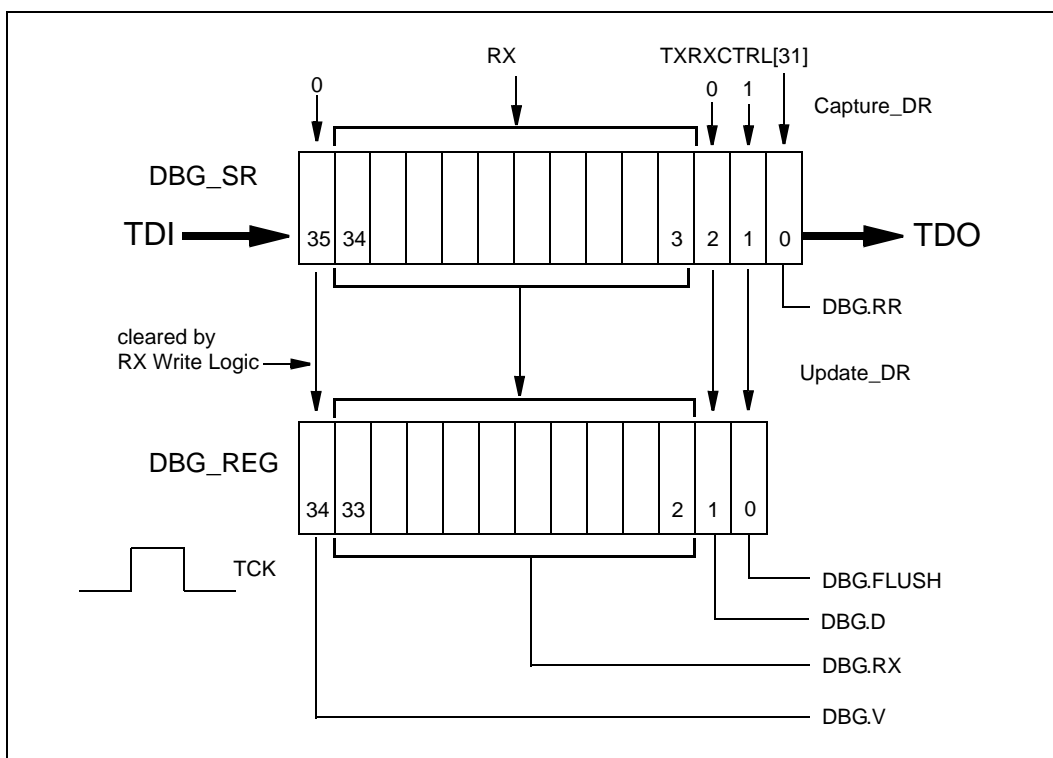 RX
TXRXCTRL[31]
0
0
1
Capture_DR
DBG_SR
TDI
35
34
3
2
1
0
TDO
DBG.RR
cleared by
RX Write Logic
Update_DR
DBG_REG
34
33
2
1
0
TCK
DBG.FLUSH
DBG.D
DBG.RX
DBG.V